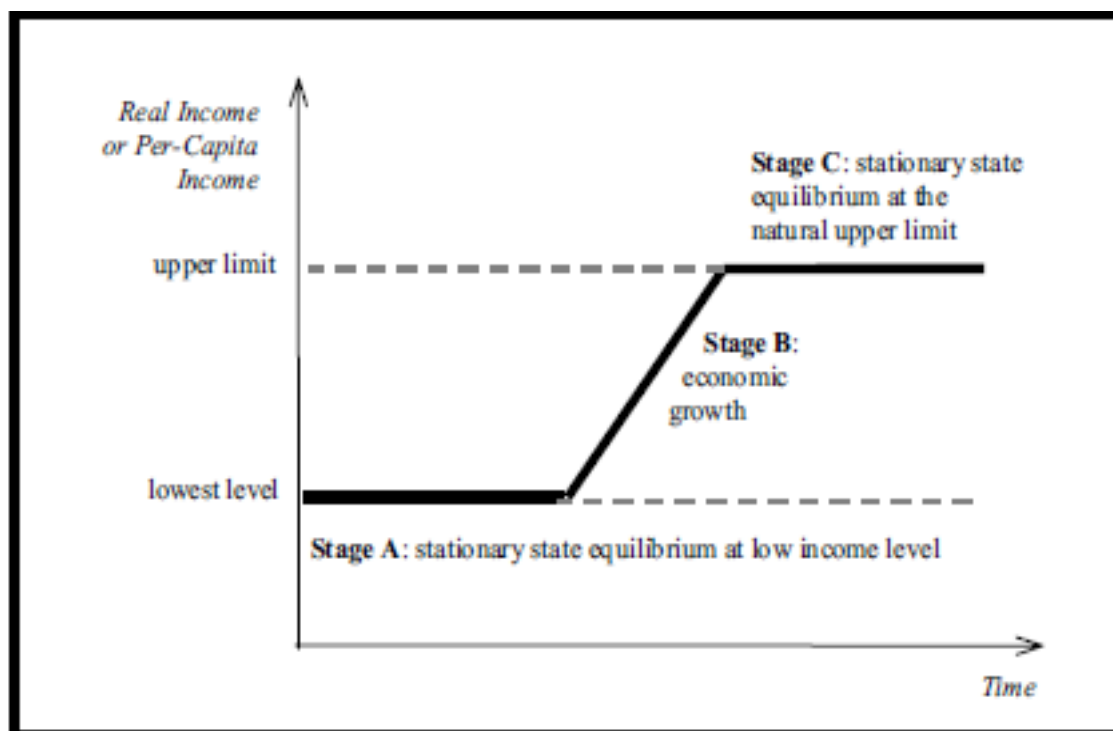 Real Income
or Per-Capita
Income
Stage C: stationary state
equilibrium at the
natural upper limit
upper limit
Stage B:
economic
growth
lowest level
Stage A: stationary state equilibrium at low income level
Time